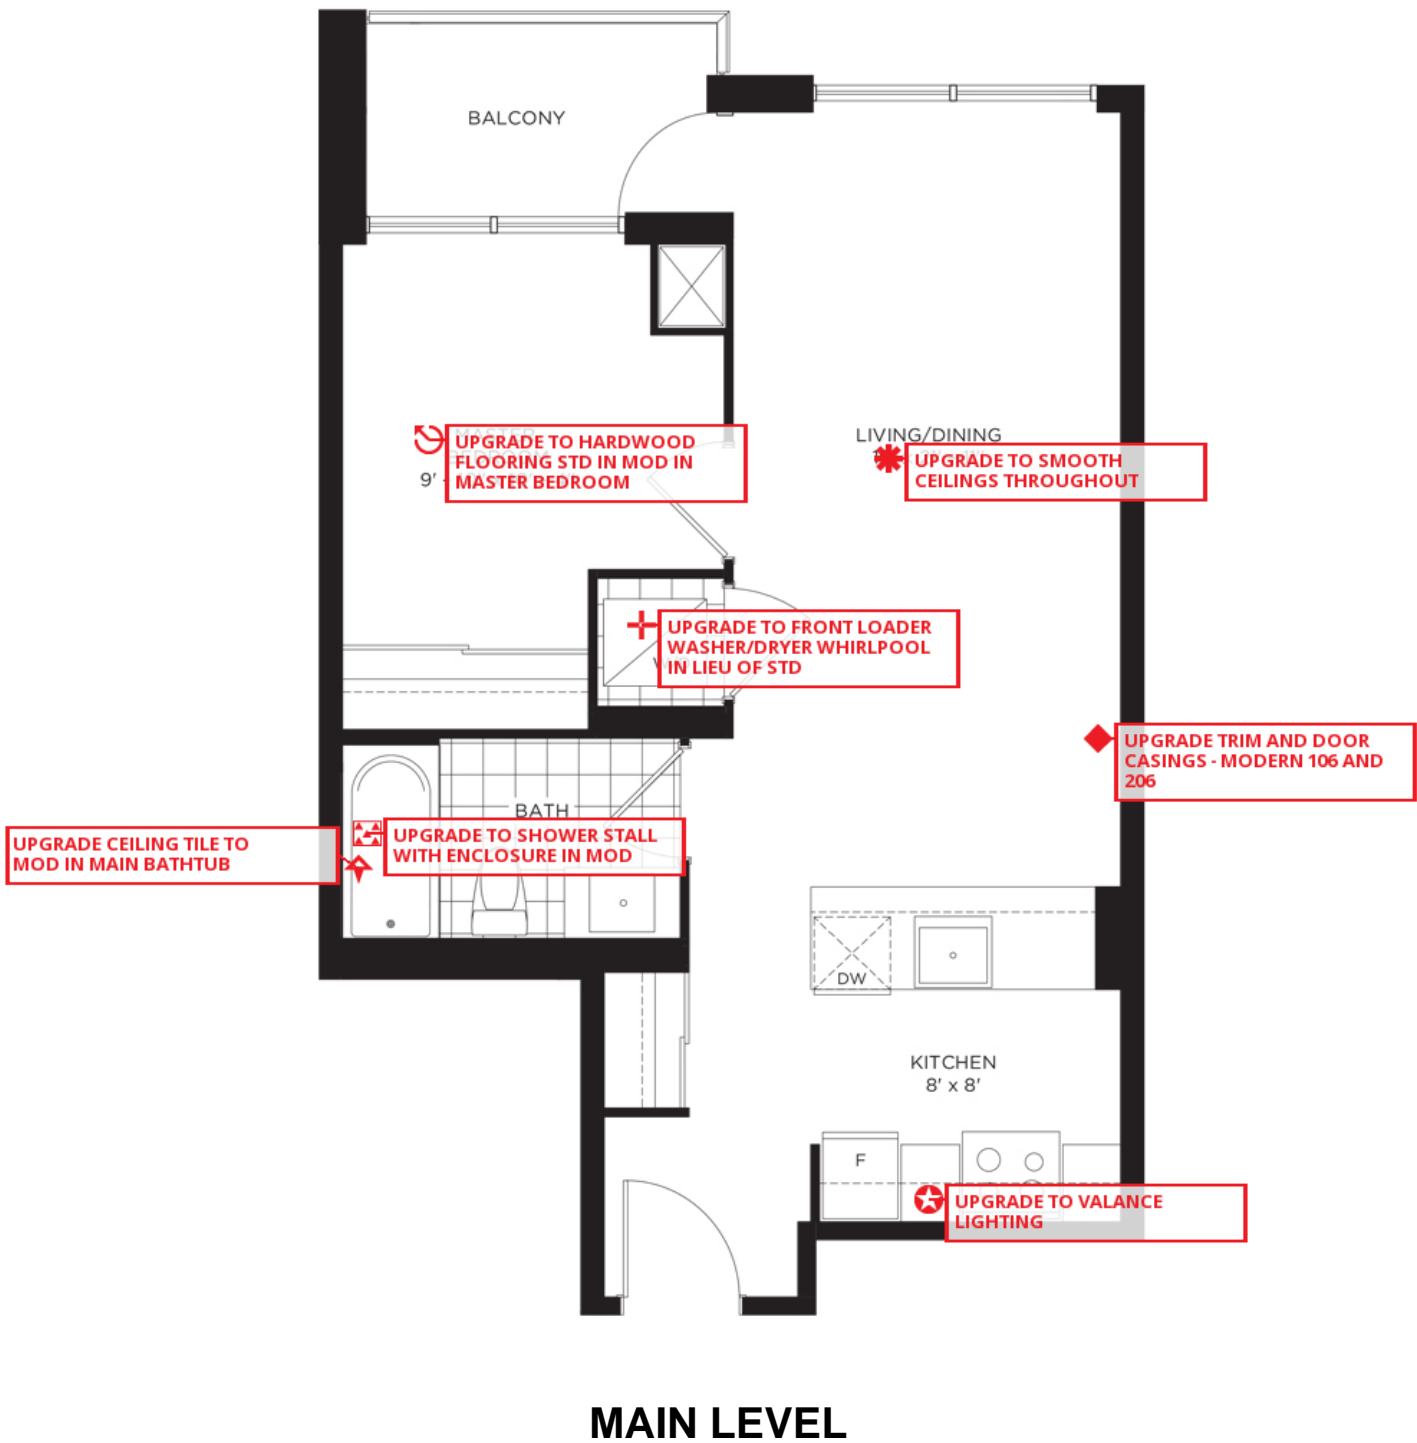 BALCONY
MASTER
BEDROOM
9'
UPGRADE TO HARDWOOD
FLOORING STD IN MOD IN
MASTER BEDROOM
LIVING/DINING
UPGRADE TO SMOOTH
CEILINGS THROUGHOUT
UPGRADE TO FRONT LOADER
WASHER/DRYER WHIRLPOOL
IN LIEU OF STD
UPGRADE TRIM AND DOOR
CASINGS - MODERN 106 AND
206
BATH
UPGRADE CEILING TILE TO
MOD IN MAIN BATHTUB
UPGRADE TO SHOWER STALL
WITH ENCLOSURE IN MOD
DW
KITCHEN
8' x 8'
F
UPGRADE TO VALANCE
LIGHTING
MAIN LEVEL